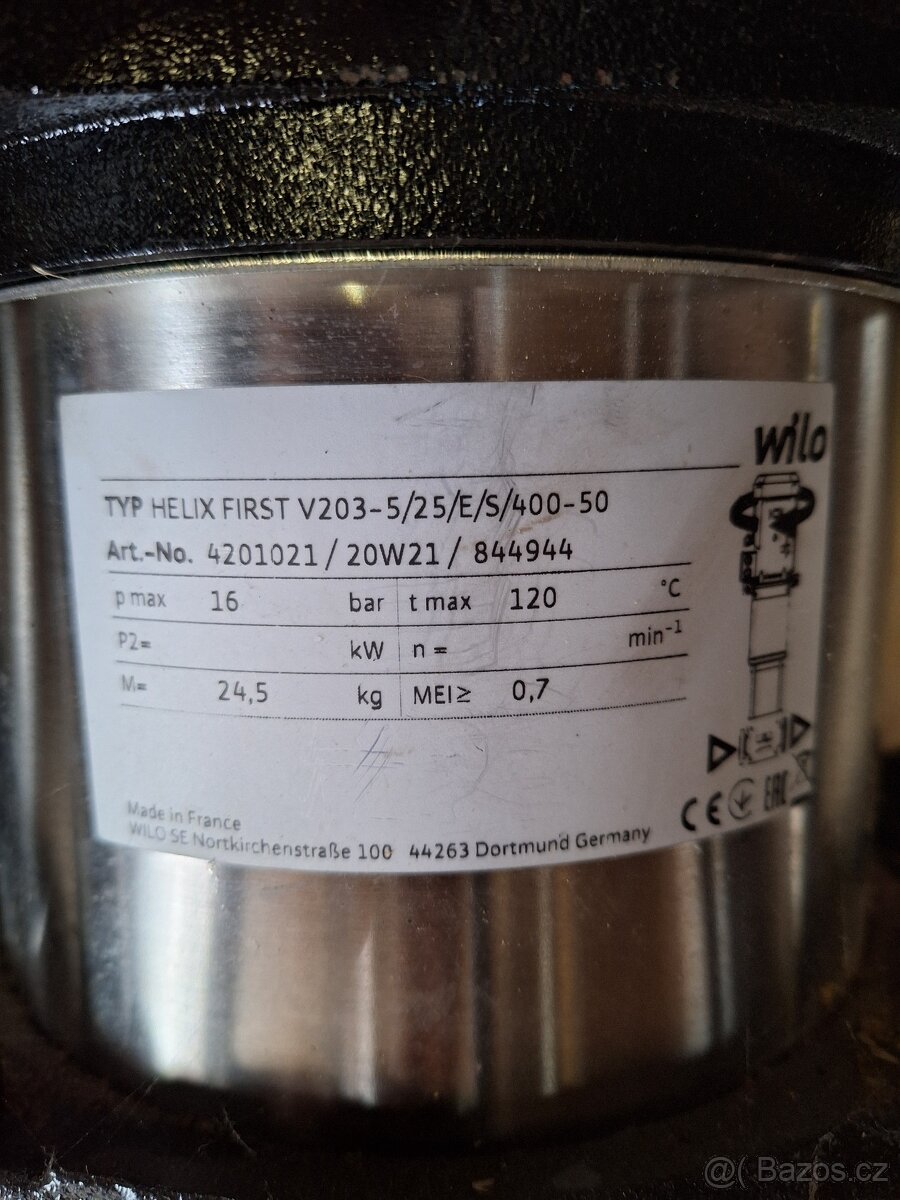 wilo
TYP HELIX FIRST V203-5/25/E/S/400-50
Art.-No. 4201021 / 20W21 / 844944
p max 16 bar t max 120 °C
P2= kW n = min⁻¹
M= 24,5 kg MEI≥ 0,7
CE EAC
Made in France
WILO SE Nortkirchenstraße 100 44263 Dortmund Germany
@( Bazoš.cz